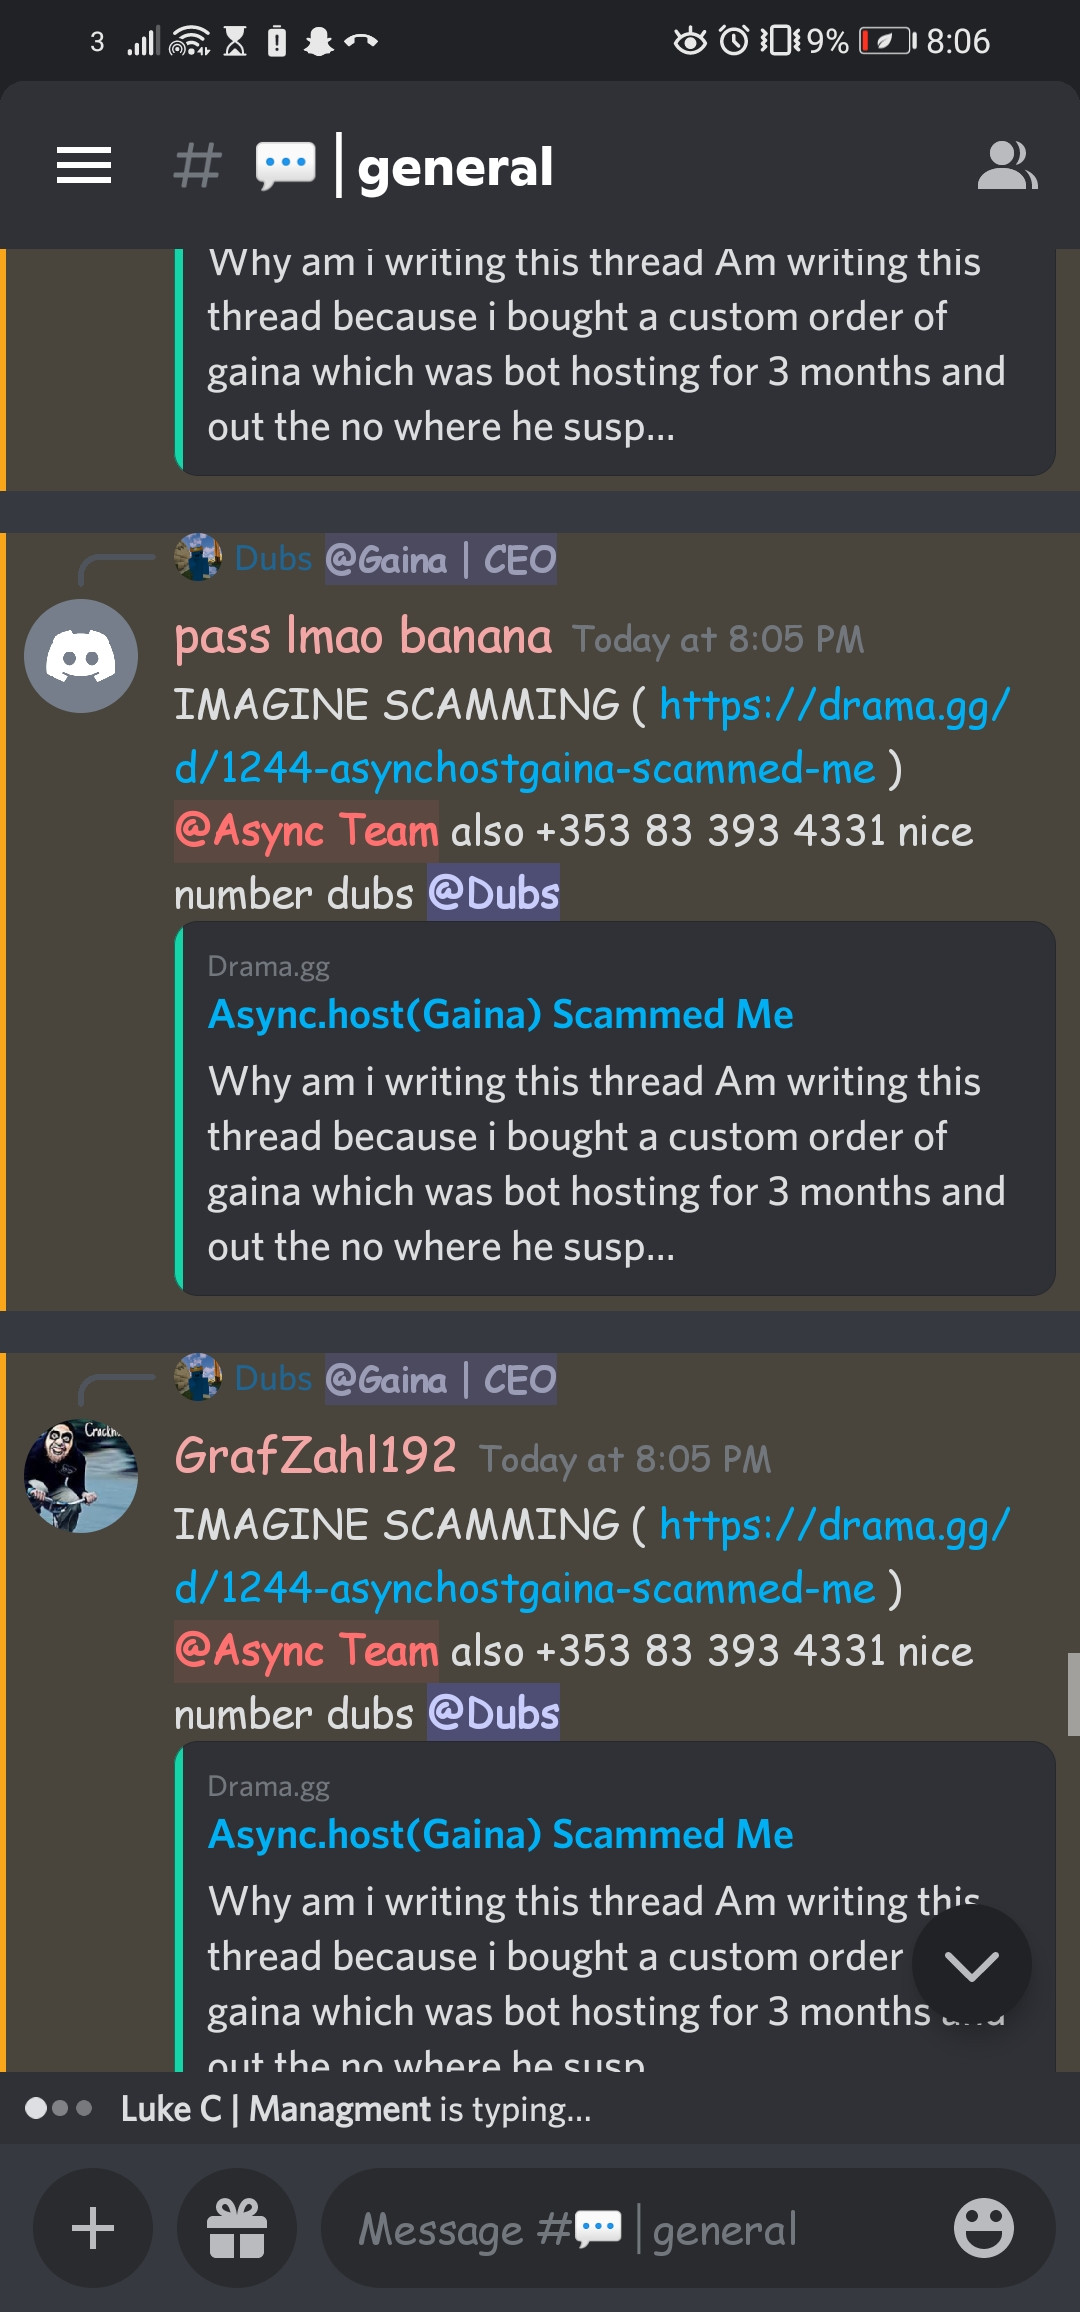 3 9% 8:06
# 💬 | general
Why am i writing this thread Am writing this
thread because i bought a custom order of
gaina which was bot hosting for 3 months and
out the no where he susp...
Dubs @Gaina | CEO
pass lmao banana Today at 8:05 PM
IMAGINE SCAMMING ( https://drama.gg/
d/1244-asynchostgaina-scammed-me )
@Async Team also +353 83 393 4331 nice
number dubs @Dubs
Drama.gg
Async.host(Gaina) Scammed Me
Why am i writing this thread Am writing this
thread because i bought a custom order of
gaina which was bot hosting for 3 months and
out the no where he susp...
Dubs @Gaina | CEO
GrafZahl192 Today at 8:05 PM
IMAGINE SCAMMING ( https://drama.gg/
d/1244-asynchostgaina-scammed-me )
@Async Team also +353 83 393 4331 nice
number dubs @Dubs
Drama.gg
Async.host(Gaina) Scammed Me
Why am i writing this thread Am writing this
thread because i bought a custom order
gaina which was bot hosting for 3 months and
out the no where he susp
Luke C | Managment is typing...
Message #💬 | general